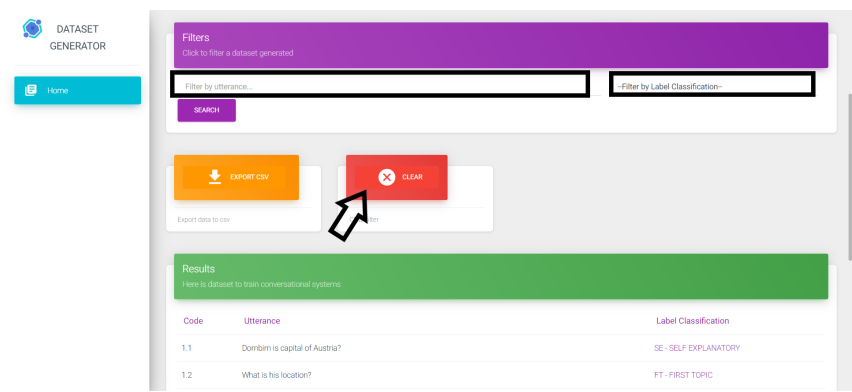 DATASET
GENERATOR
Home
Filters
Click to filter a dataset generated
Filter by utterance...
--Filter by Label Classification--
SEARCH
EXPORT CSV
CLEAR
Export data to csv
filter
Results
Here is dataset to train conversational systems
Code Utterance Label Classification
1.1 Dornbirn is capital of Austria? SE - SELF EXPLANATORY
1.2 What is his location? FT - FIRST TOPIC